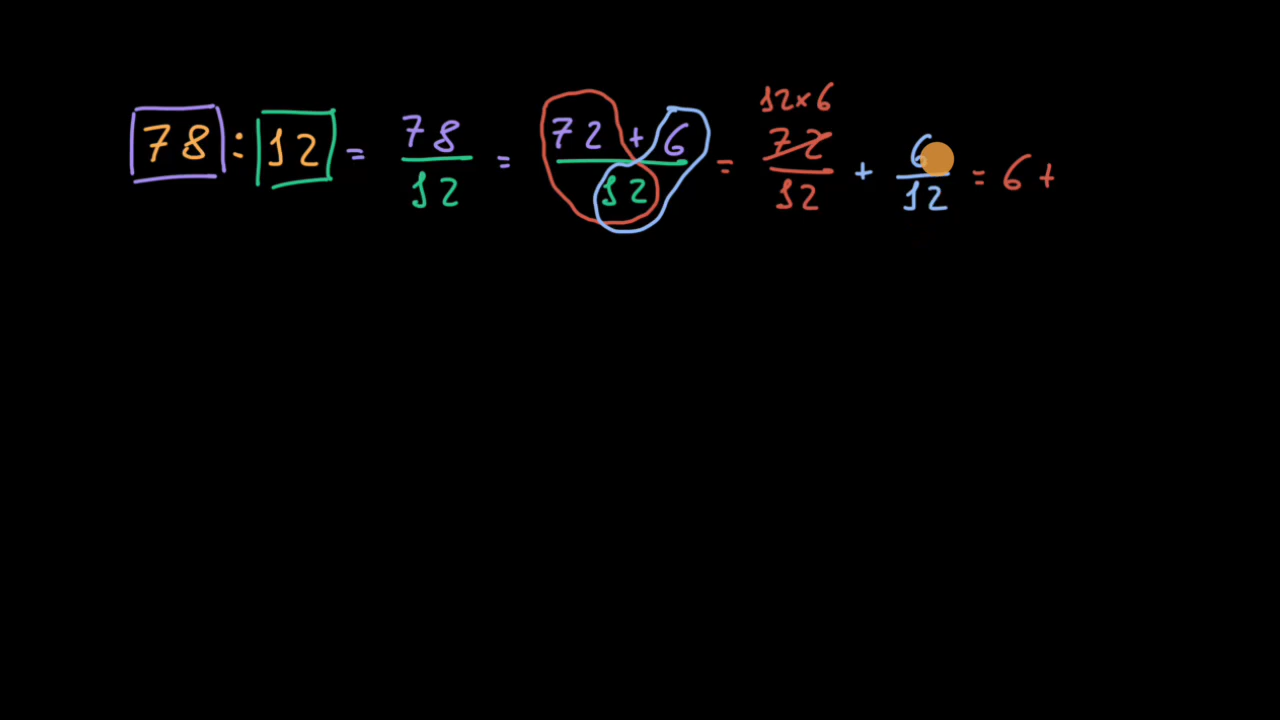 12×6
78 : 12 = 78/12 = (72 + 6)/12 = 72/12 + 6/12 = 6 +